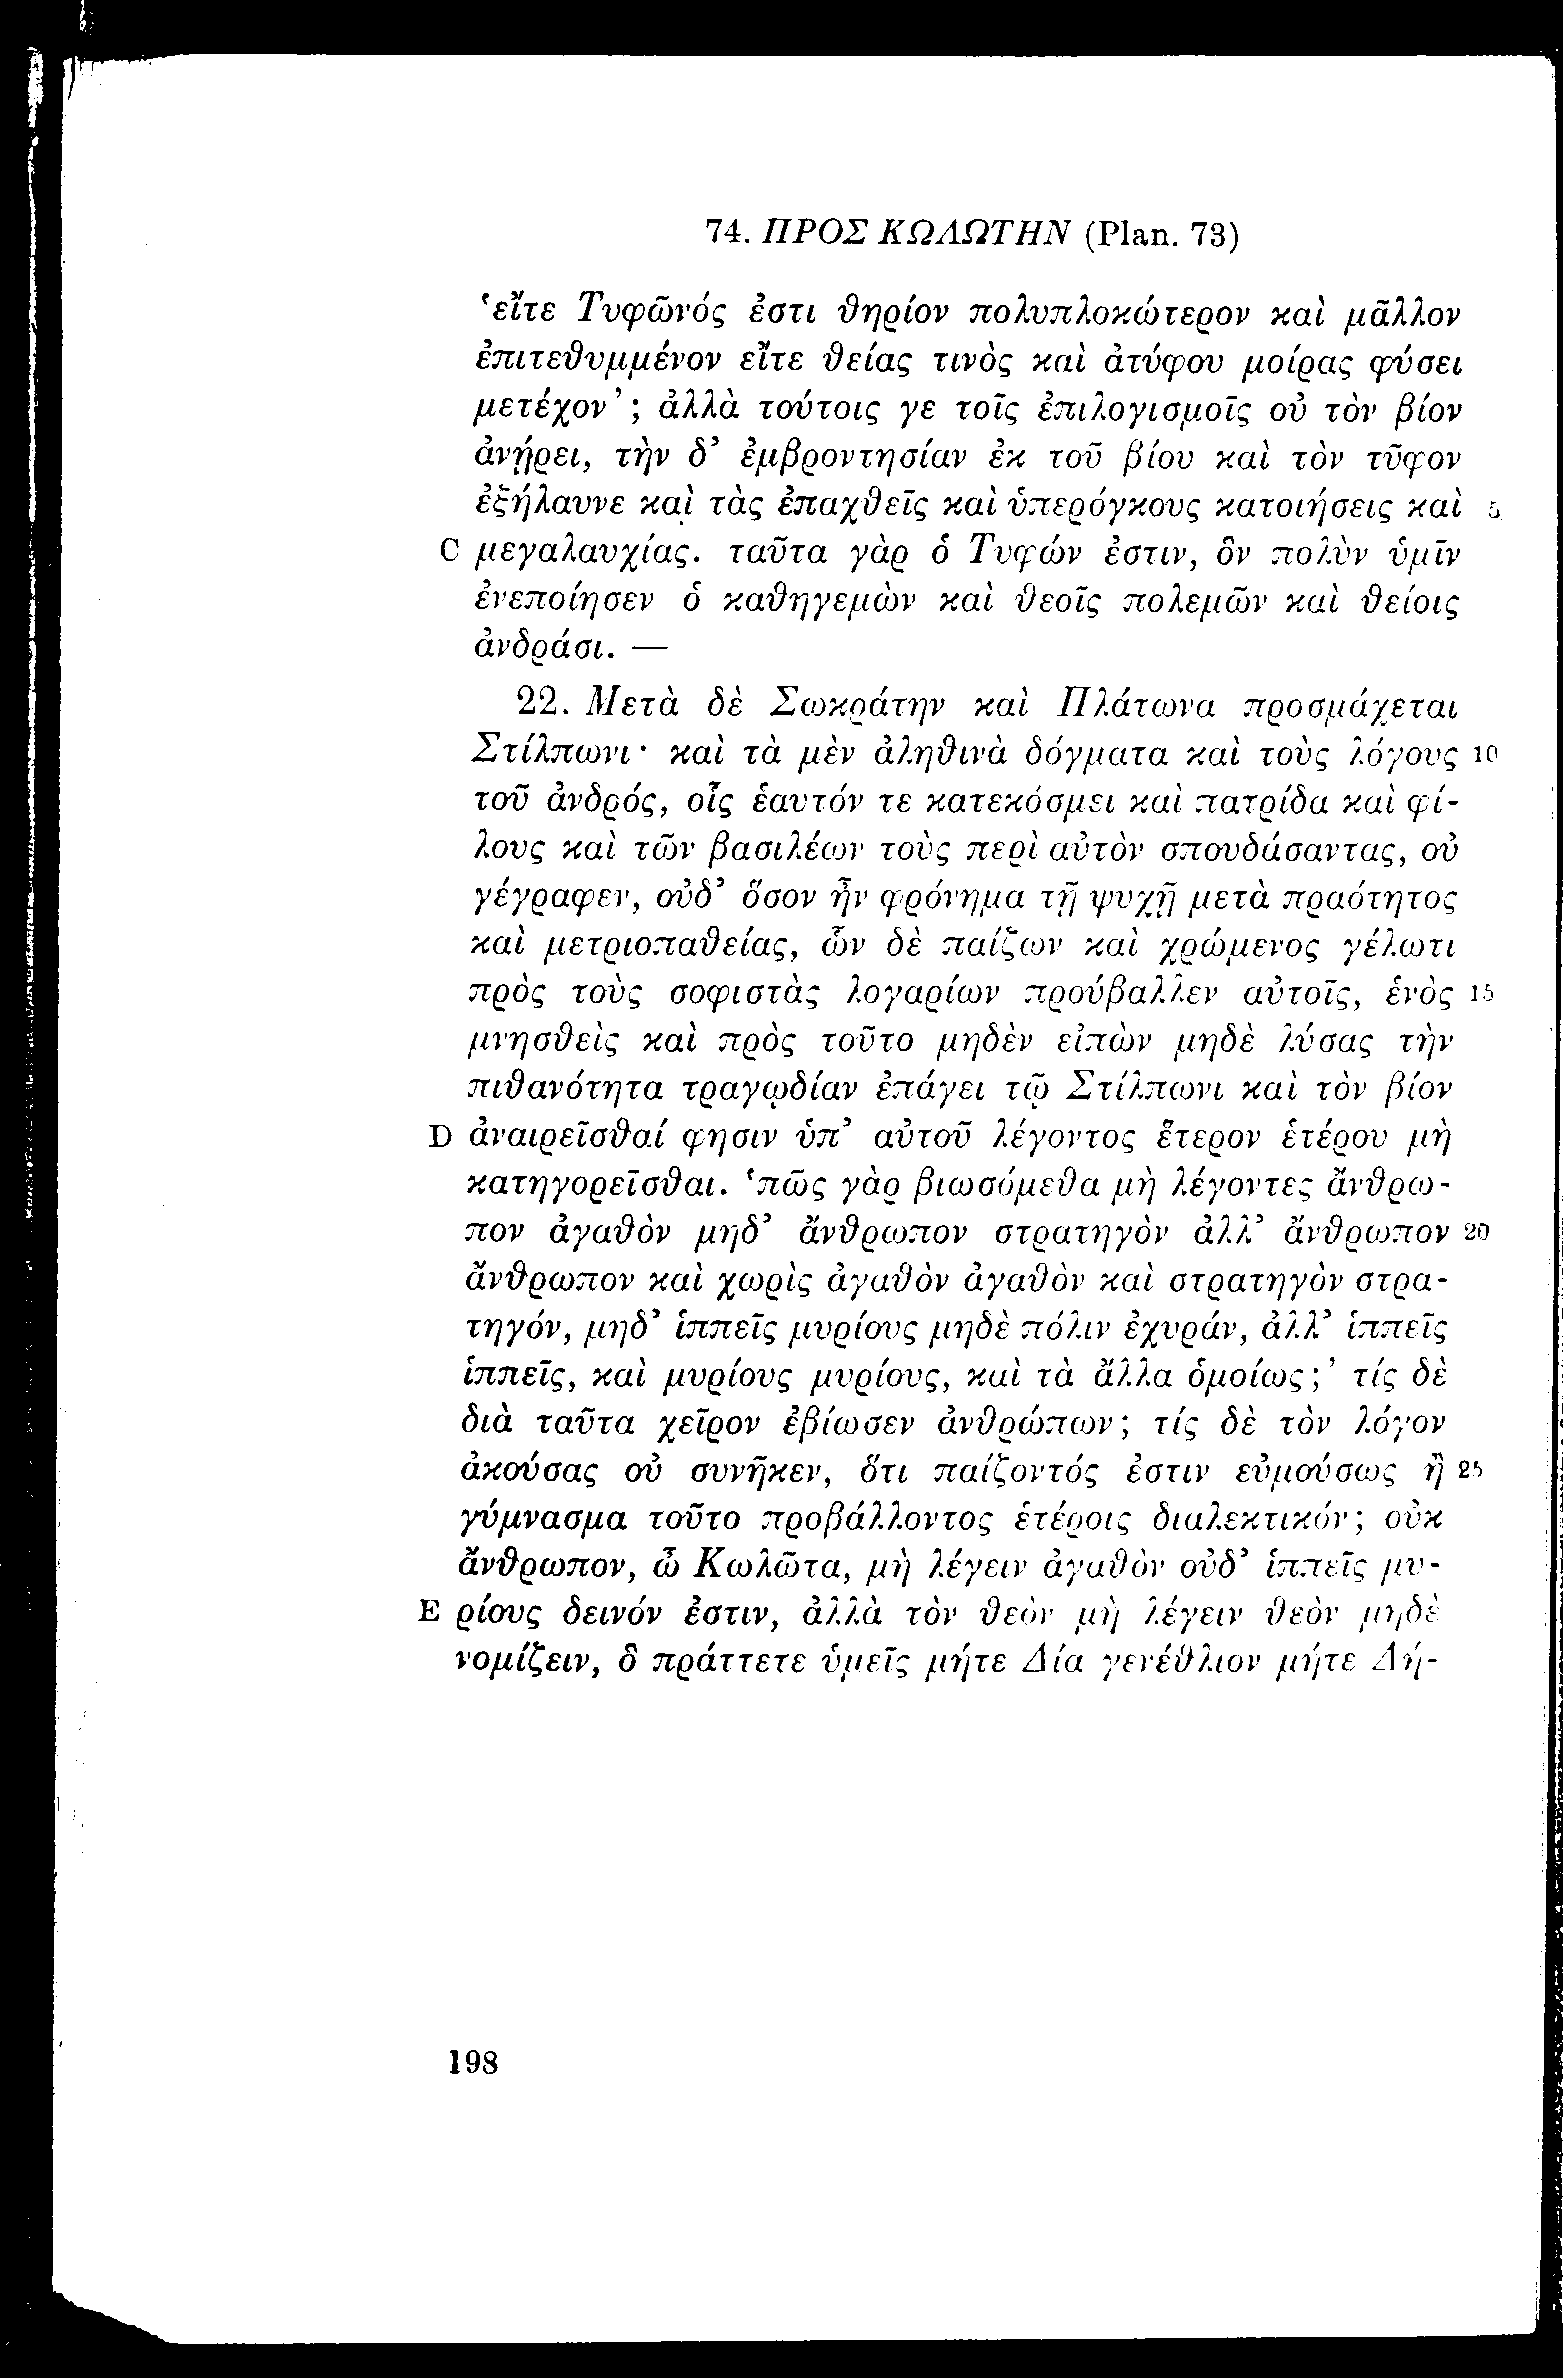 74. ΠΡΟΣ ΚΩΛΩΤΗΝ (Plan. 73)
‘εἴτε Τυφῶνός ἐστι θηρίον πολυπλοκώτερον καὶ μᾶλλον
ἐπιτεθυμμένον εἴτε θείας τινὸς καὶ ἀτύφου μοίρας φύσει
μετέχον’; ἀλλὰ τούτοις γε τοῖς ἐπιλογισμοῖς οὐ τὸν βίον
ἀνῄρει, τὴν δ’ ἐμβροντησίαν ἐκ τοῦ βίου καὶ τὸν τῦφον
ἐξήλαυνε καὶ τὰς ἐπαχθεῖς καὶ ὑπερόγκους κατοιήσεις καὶ 5
C μεγαλαυχίας. ταῦτα γὰρ ὁ Τυφών ἐστιν, ὃν πολὺν ὑμῖν
ἐνεποίησεν ὁ καθηγεμὼν καὶ θεοῖς πολεμῶν καὶ θείοις
ἀνδράσι. —
22. Μετὰ δὲ Σωκράτην καὶ Πλάτωνα προσμάχεται
Στίλπωνι· καὶ τὰ μὲν ἀληθινὰ δόγματα καὶ τοὺς λόγους 10
τοῦ ἀνδρός, οἷς ἑαυτόν τε κατεκόσμει καὶ πατρίδα καὶ φί-
λους καὶ τῶν βασιλέων τοὺς περὶ αὐτὸν σπουδάσαντας, οὐ
γέγραφεν, οὐδ’ ὅσον ἦν φρόνημα τῇ ψυχῇ μετὰ πραότητος
καὶ μετριοπαθείας, ὧν δὲ παίζων καὶ χρώμενος γέλωτι
πρὸς τοὺς σοφιστὰς λογαρίων προύβαλλεν αὐτοῖς, ἑνὸς 15
μνησθεὶς καὶ πρὸς τοῦτο μηδὲν εἰπὼν μηδὲ λύσας τὴν
πιθανότητα τραγῳδίαν ἐπάγει τῷ Στίλπωνι καὶ τὸν βίον
D ἀναιρεῖσθαί φησιν ὑπ’ αὐτοῦ λέγοντος ἕτερον ἑτέρου μὴ
κατηγορεῖσθαι. ‘πῶς γὰρ βιωσόμεθα μὴ λέγοντες ἄνθρω-
πον ἀγαθὸν μηδ’ ἄνθρωπον στρατηγὸν ἀλλ’ ἄνθρωπον 20
ἄνθρωπον καὶ χωρὶς ἀγαθὸν ἀγαθὸν καὶ στρατηγὸν στρα-
τηγόν, μηδ’ ἱππεῖς μυρίους μηδὲ πόλιν ἐχυράν, ἀλλ’ ἱππεῖς
ἱππεῖς, καὶ μυρίους μυρίους, καὶ τὰ ἄλλα ὁμοίως;’ τίς δὲ
διὰ ταῦτα χεῖρον ἐβίωσεν ἀνθρώπων; τίς δὲ τὸν λόγον
ἀκούσας οὐ συνῆκεν, ὅτι παίζοντός ἐστιν εὐμούσως ἢ 25
γύμνασμα τοῦτο προβάλλοντος ἑτέροις διαλεκτικόν; οὐκ
ἄνθρωπον, ὦ Κωλῶτα, μὴ λέγειν ἀγαθὸν οὐδ’ ἱππεῖς μυ-
E ρίους δεινόν ἐστιν, ἀλλὰ τὸν θεὸν μὴ λέγειν θεὸν μηδὲ
νομίζειν, ὃ πράττετε ὑμεῖς μήτε Δία γενέθλιον μήτε Δή-
198